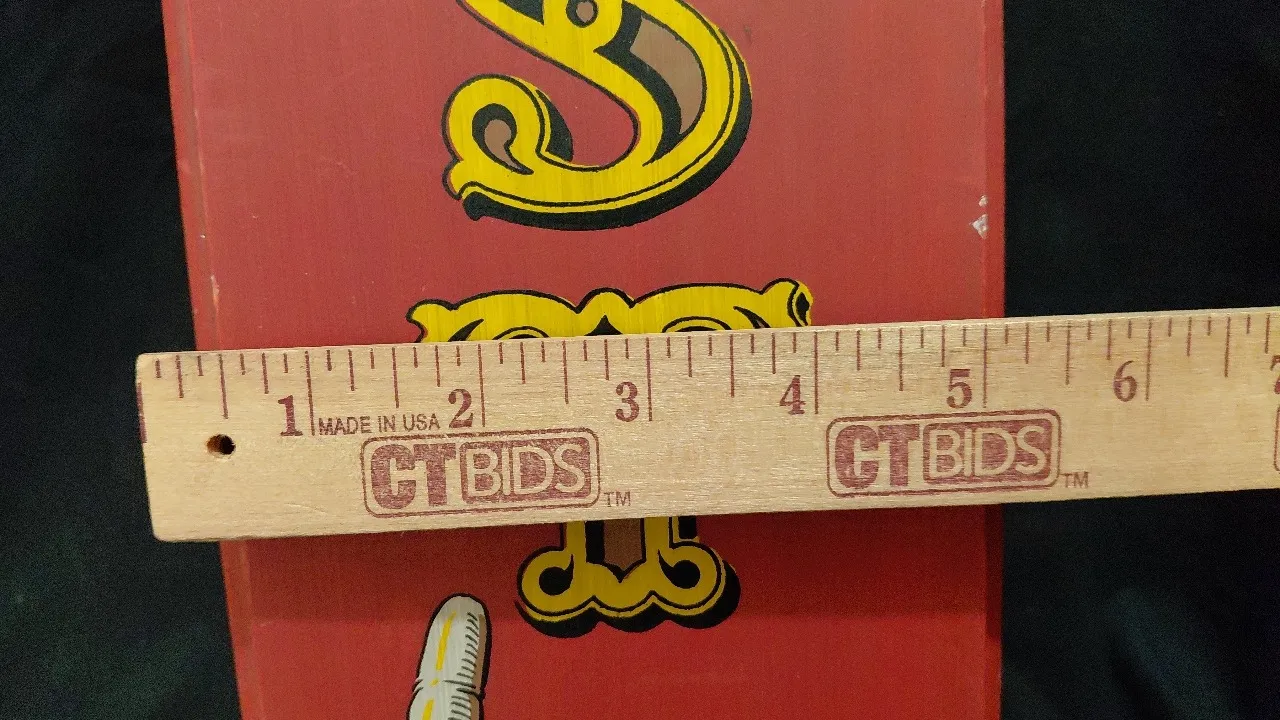 S
T
1 2 3 4 5 6
MADE IN USA
CTBIDS™ CTBIDS™